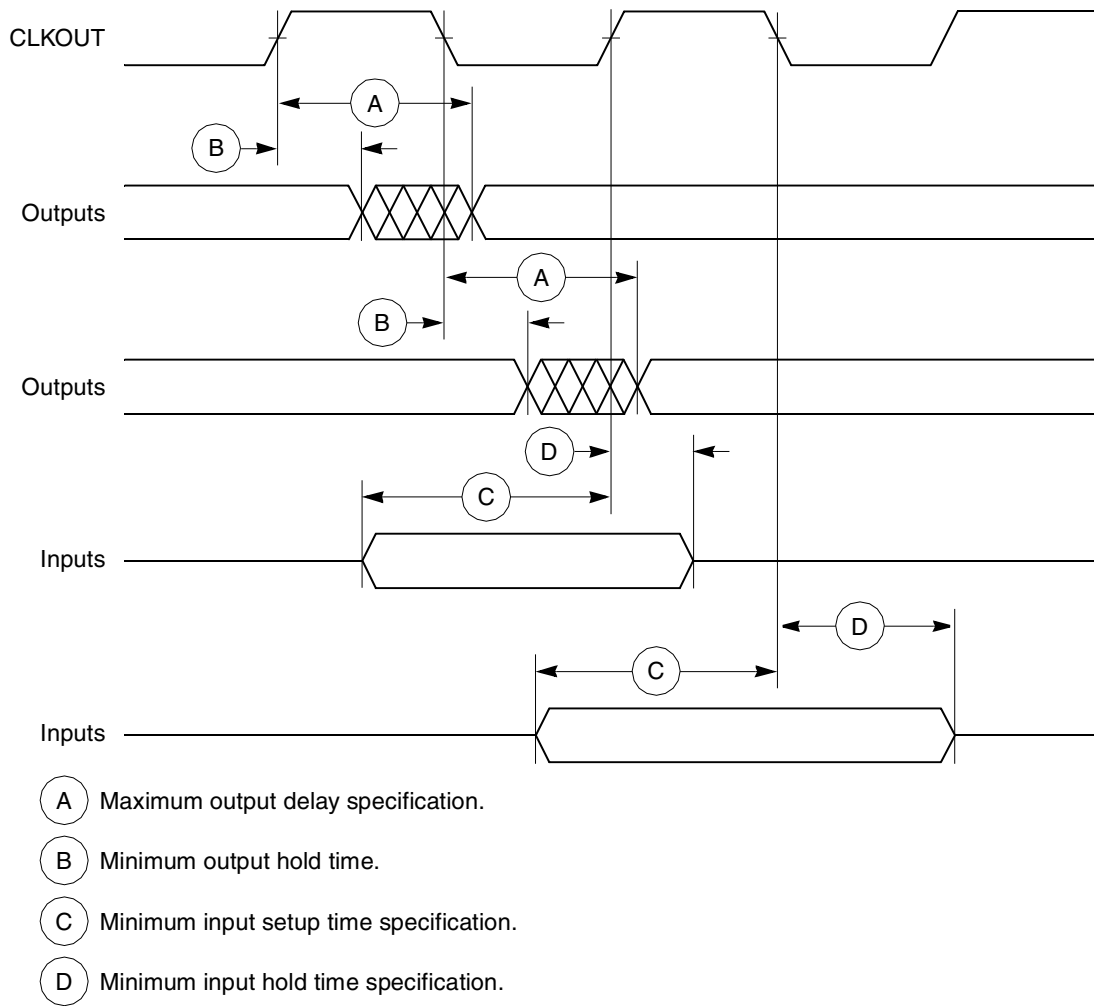 CLKOUT
A
B
Outputs
A
B
Outputs
D
C
Inputs
D
C
Inputs
A Maximum output delay specification.
B Minimum output hold time.
C Minimum input setup time specification.
D Minimum input hold time specification.